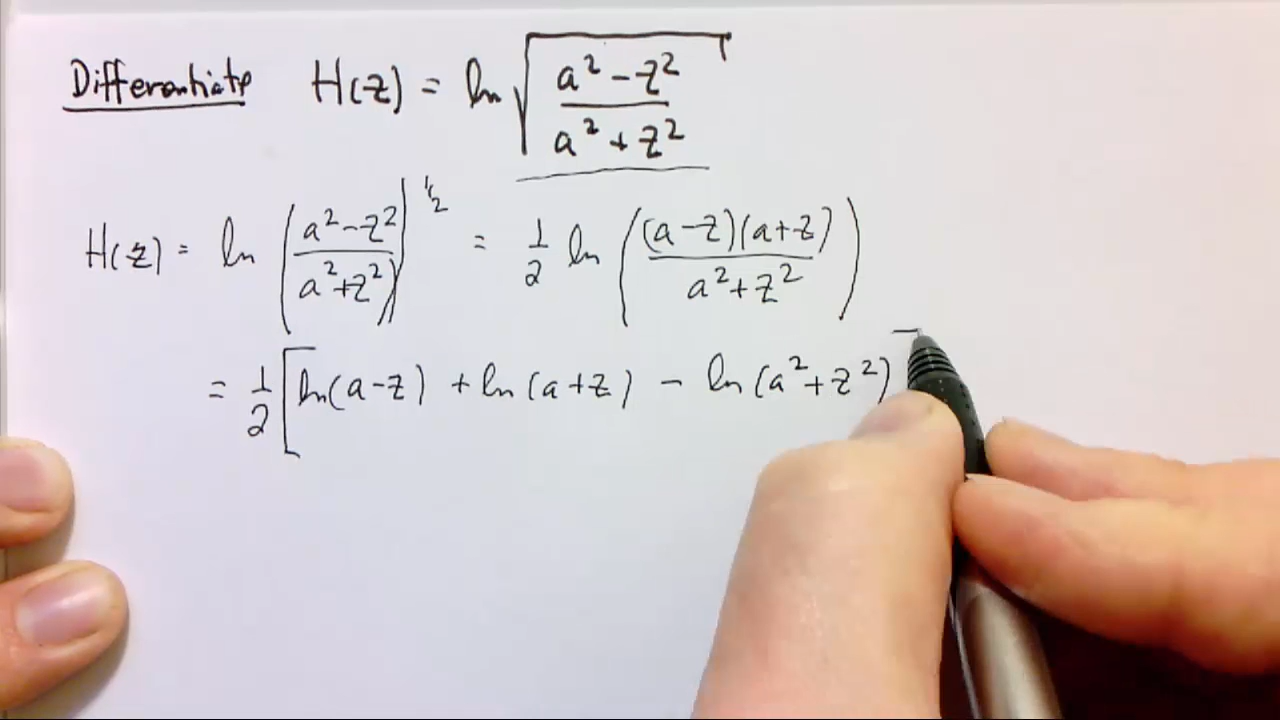 Differentiate H(z) = ln √((a² - z²)/(a² + z²))
H(z) = ln ((a² - z²)/(a² + z²))^½ = ½ ln (((a - z)(a + z))/(a² + z²))
= ½ [ln(a - z) + ln(a + z) - ln(a² + z²)